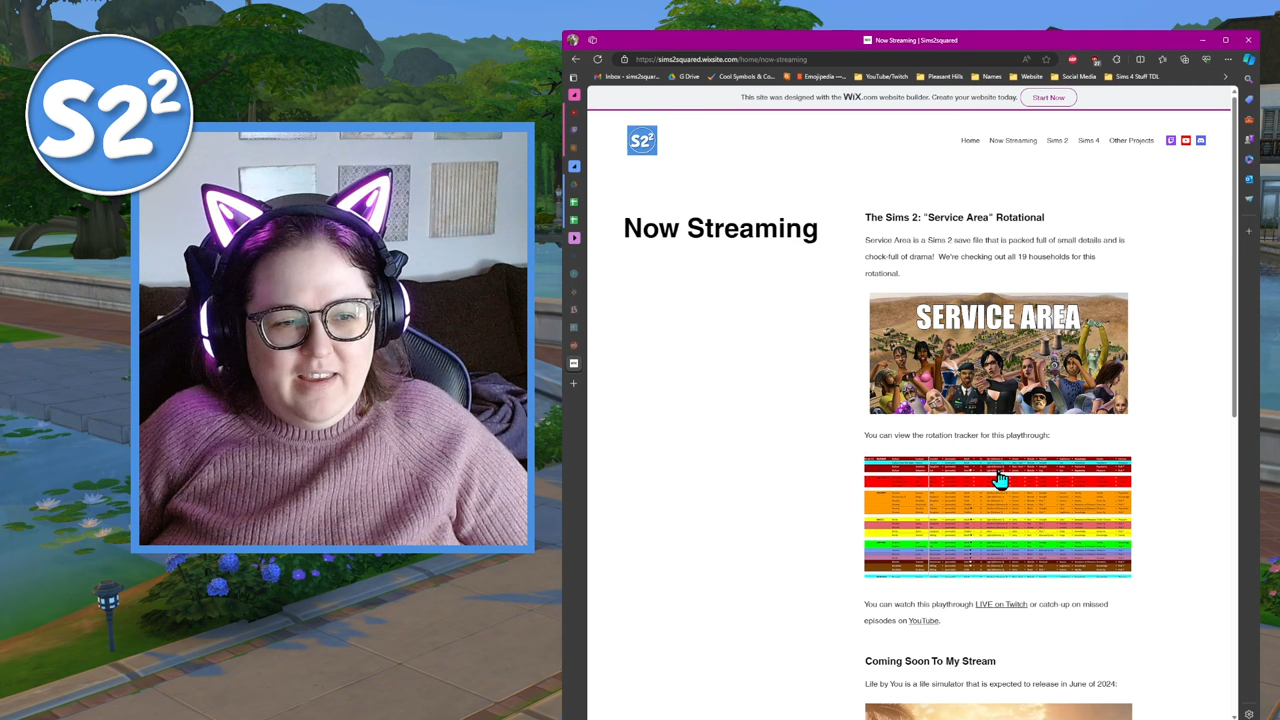 S2²
Now Streaming | Sims2squared
https://sims2squared.wixsite.com/home/now-streaming
Inbox - sims2squar...
G Drive
Cool Symbols & Co...
Emojipedia —...
YouTube/Twitch
Pleasant Hills
Names
Website
Social Media
Sims 4 Stuff TDL
This site was designed with the WiX.com website builder. Create your website today.
Start Now
S2²
Home
Now Streaming
Sims 2
Sims 4
Other Projects
Now Streaming
The Sims 2: "Service Area" Rotational
Service Area is a Sims 2 save file that is packed full of small details and is
chock-full of drama! We're checking out all 19 households for this
rotational.
SERVICE AREA
You can view the rotation tracker for this playthrough:
You can watch this playthrough LIVE on Twitch or catch-up on missed
episodes on YouTube.
Coming Soon To My Stream
Life by You is a life simulator that is expected to release in June of 2024: